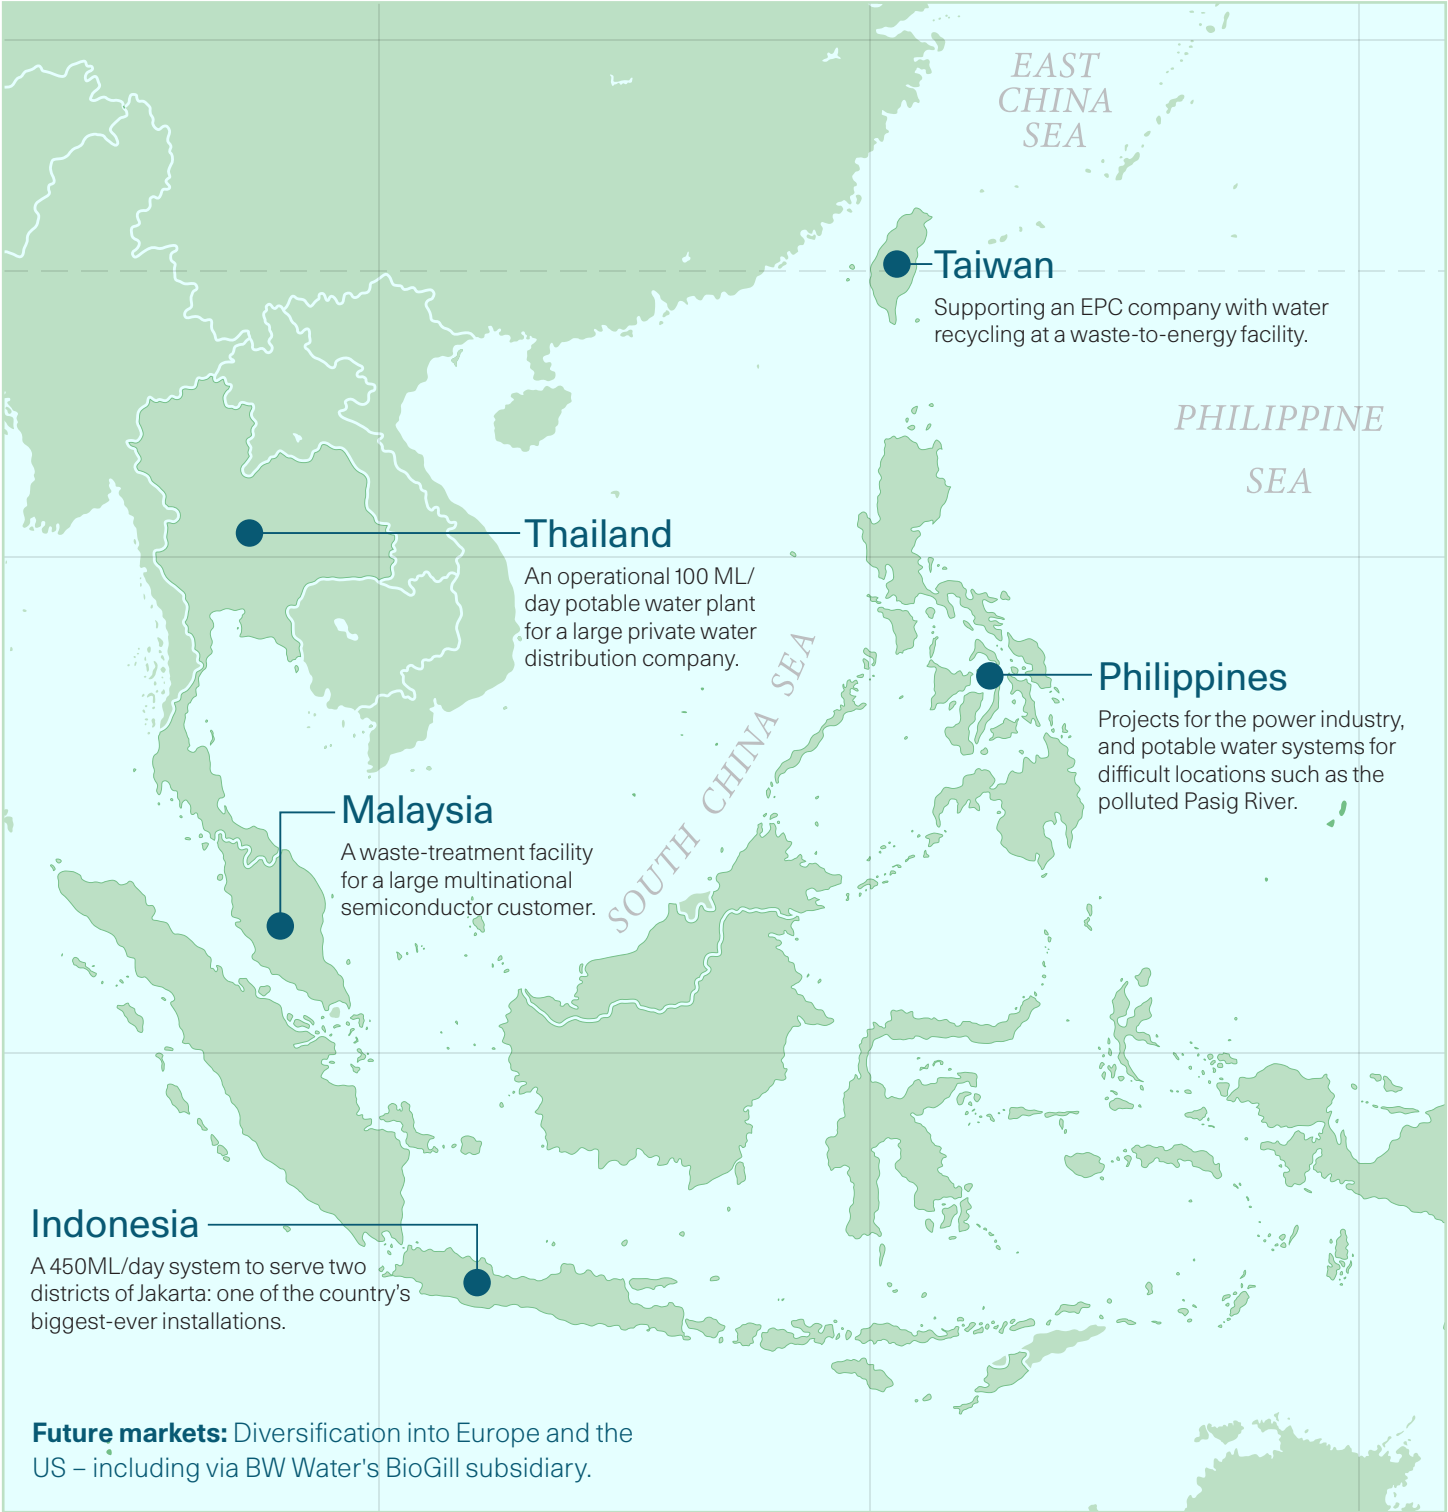 EAST
CHINA
SEA
Taiwan
Supporting an EPC company with water
recycling at a waste-to-energy facility.
PHILIPPINE
SEA
Thailand
An operational 100 ML/
day potable water plant
for a large private water
distribution company.
SOUTH CHINA SEA
Philippines
Projects for the power industry,
and potable water systems for
difficult locations such as the
polluted Pasig River.
Malaysia
A waste-treatment facility
for a large multinational
semiconductor customer.
Indonesia
A 450ML/day system to serve two
districts of Jakarta: one of the country's
biggest-ever installations.
Future markets: Diversification into Europe and the
US – including via BW Water's BioGill subsidiary.